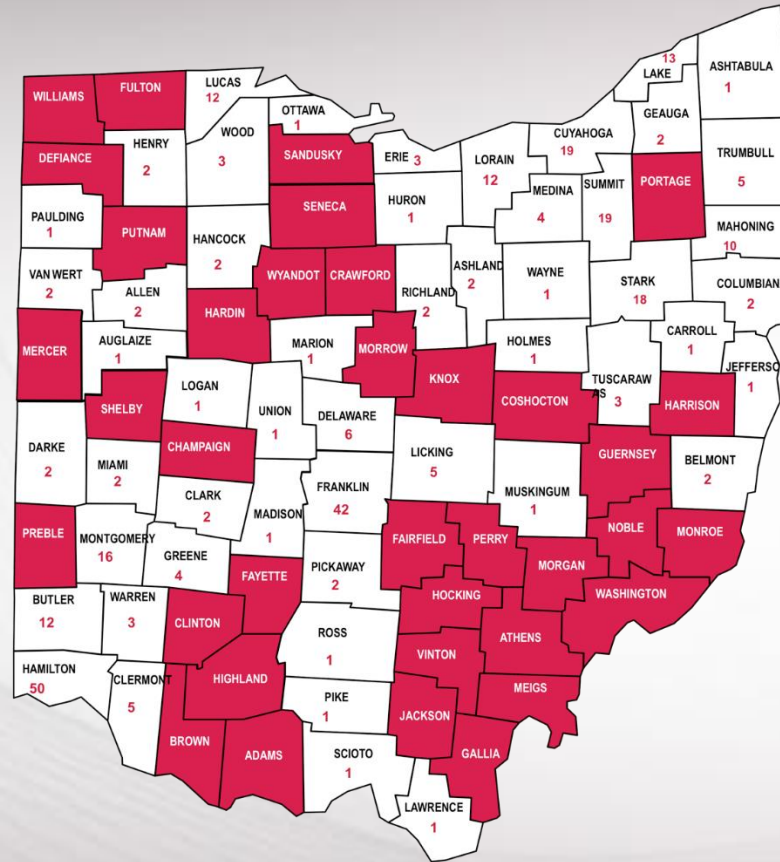 13
LAKE
ASHTABULA
1
WILLIAMS
FULTON
LUCAS
12
OTTAWA
1
GEAUGA
2
CUYAHOGA
19
TRUMBULL
5
DEFIANCE
HENRY
2
WOOD
3
SANDUSKY
ERIE 3
LORAIN
12
MEDINA
4
SUMMIT
19
PORTAGE
PAULDING
1
PUTNAM
HANCOCK
2
SENECA
HURON
1
MAHONING
10
VAN WERT
2
ALLEN
2
HARDIN
WYANDOT
CRAWFORD
RICHLAND
2
ASHLAND
2
WAYNE
1
STARK
18
COLUMBIAN
2
MERCER
AUGLAIZE
1
MARION
1
MORROW
HOLMES
1
CARROLL
1
JEFFERSO
1
SHELBY
LOGAN
1
UNION
1
DELAWARE
6
KNOX
COSHOCTON
TUSCARAW
AS
3
HARRISON
DARKE
2
MIAMI
2
CHAMPAIGN
LICKING
5
GUERNSEY
BELMONT
2
CLARK
2
MADISON
1
FRANKLIN
42
MUSKINGUM
1
PREBLE
MONTGOMERY
16
GREENE
4
FAYETTE
PICKAWAY
2
FAIRFIELD
PERRY
MORGAN
NOBLE
MONROE
BUTLER
12
WARREN
3
CLINTON
ROSS
1
HOCKING
ATHENS
WASHINGTON
HAMILTON
50
CLERMONT
5
HIGHLAND
PIKE
1
VINTON
MEIGS
BROWN
ADAMS
SCIOTO
1
JACKSON
GALLIA
LAWRENCE
1